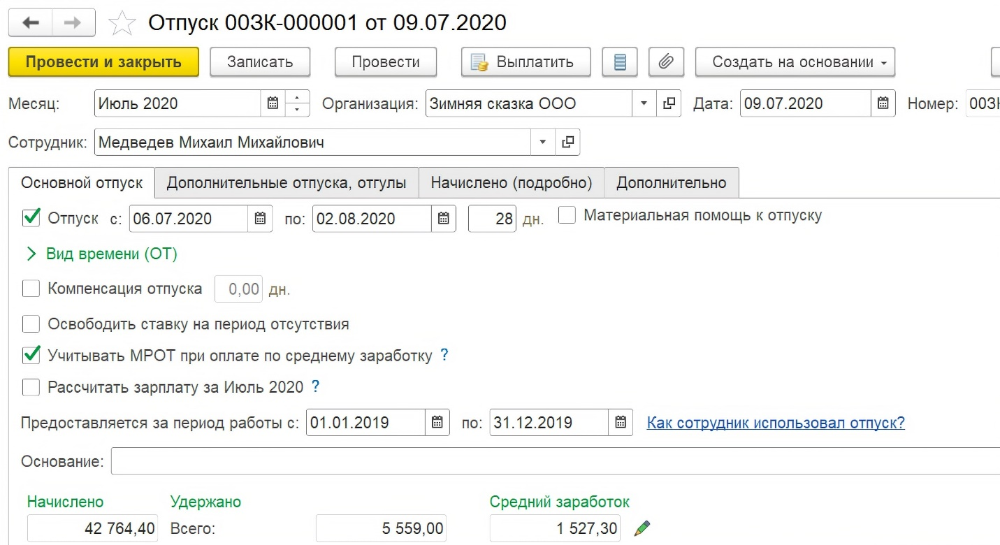 Отпуск 00ЗК-000001 от 09.07.2020
Провести и закрыть Записать Провести Выплатить Создать на основании
Месяц: Июль 2020 Организация: Зимняя сказка ООО Дата: 09.07.2020 Номер: 00ЗК
Сотрудник: Медведев Михаил Михайлович
Основной отпуск Дополнительные отпуска, отгулы Начислено (подробно) Дополнительно
Отпуск с: 06.07.2020 по: 02.08.2020 28 дн. Материальная помощь к отпуску
Вид времени (ОТ)
Компенсация отпуска 0,00 дн.
Освободить ставку на период отсутствия
Учитывать МРОТ при оплате по среднему заработку ?
Рассчитать зарплату за Июль 2020 ?
Предоставляется за период работы с: 01.01.2019 по: 31.12.2019 Как сотрудник использовал отпуск?
Основание:
Начислено Удержано Средний заработок
42 764,40 Всего: 5 559,00 1 527,30